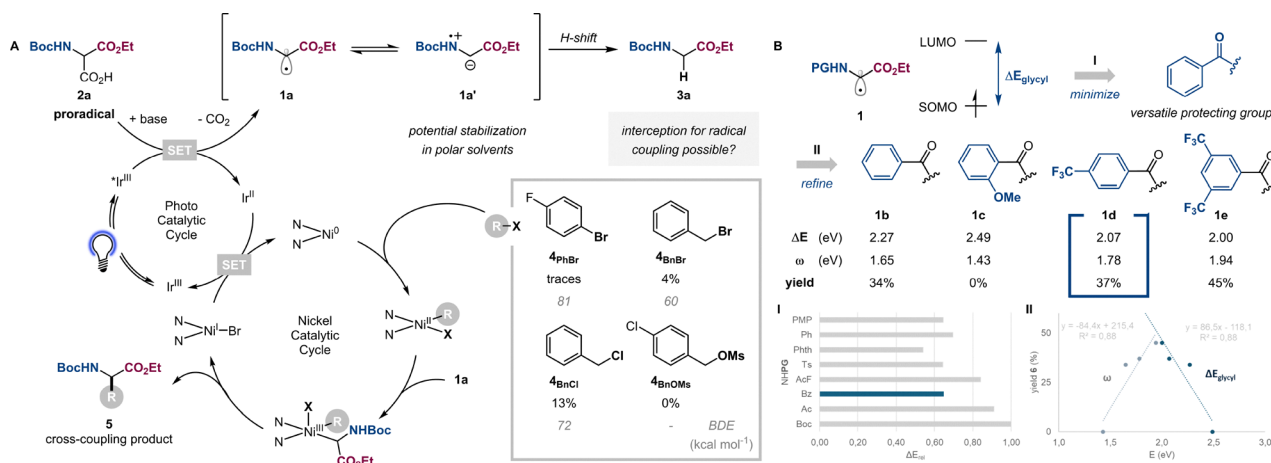 A
BocHN CO₂Et
CO₂H
2a
proradical
+ base
- CO₂
BocHN CO₂Et
1a
BocHN •+ CO₂Et
⊖
1a'
H-shift
BocHN CO₂Et
H
3a
potential stabilization
in polar solvents
interception for radical
coupling possible?
SET
*Irᴵᴵᴵ
Irᴵᴵ
Photo
Catalytic
Cycle
SET
Irᴵᴵᴵ
N Ni⁰
N
N Niᴵ-Br
N
Nickel
Catalytic
Cycle
N Niᴵᴵ R
N X
1a
X
N Niᴵᴵᴵ R
N NHBoc
CO₂Et
BocHN CO₂Et
R
5
cross-coupling product
R-X
F
Br
4PhBr
traces
81
Br
4BnBr
4%
60
Cl
4BnCl
13%
72
Cl
OMs
4BnOMs
0%
-
BDE
(kcal mol⁻¹)
B
PGHN CO₂Et
1
LUMO
SOMO
ΔEglycyl
I
minimize
O
versatile protecting group
II
refine
O
1b
O
OMe
1c
F₃C
O
1d
F₃C
F₃C
O
1e
ΔE (eV) 2.27 2.49 2.07 2.00
ω (eV) 1.65 1.43 1.78 1.94
yield 34% 0% 37% 45%
I
NHPG
PMP
Ph
Phth
Ts
AcF
Bz
Ac
Boc
0,00 0,20 0,40 0,60 0,80 1,00
ΔErel
II
y = -84,4x + 215,4
R² = 0,88
y = 86,5x - 118,1
R² = 0,88
yield 6 (%)
50
25
0
ω
ΔEglycyl
1,0 1,5 2,0 2,5 3,0
E (eV)